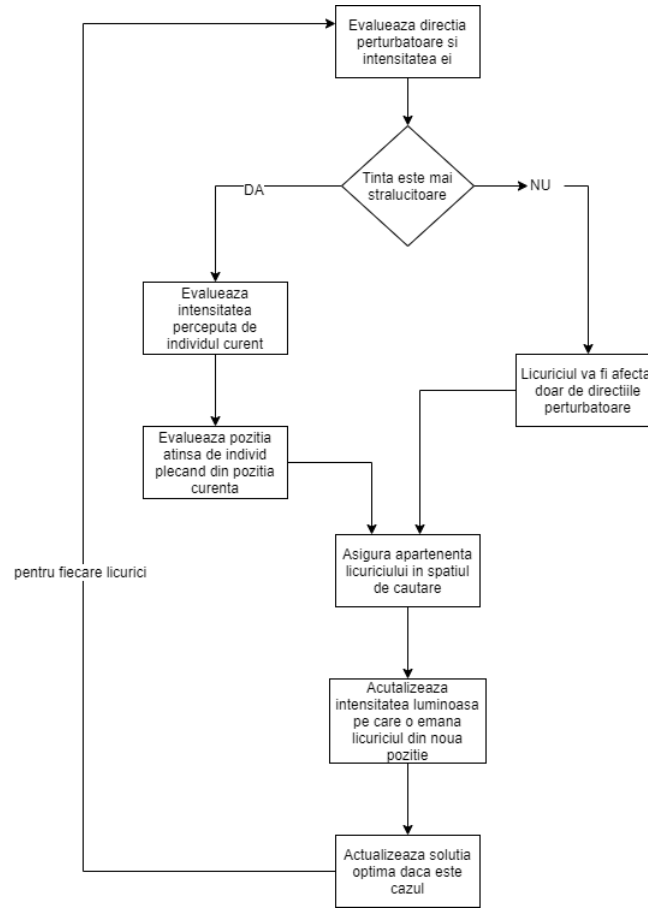 Evalueaza directia
perturbatoare si
intensitatea ei
Tinta este mai
stralucitoare
DA
NU
Evalueaza
intensitatea
perceputa de
individul curent
Licuriciul va fi afecta
doar de directiile
perturbatoare
Evalueaza pozitia
atinsa de individ
plecand din pozitia
curenta
Asigura apartenenta
licuriciului in spatiul
de cautare
pentru fiecare licurici
Acutalizeaza
intensitatea luminoasa
pe care o emana
licuriciul din noua
pozitie
Actualizeaza solutia
optima daca este
cazul